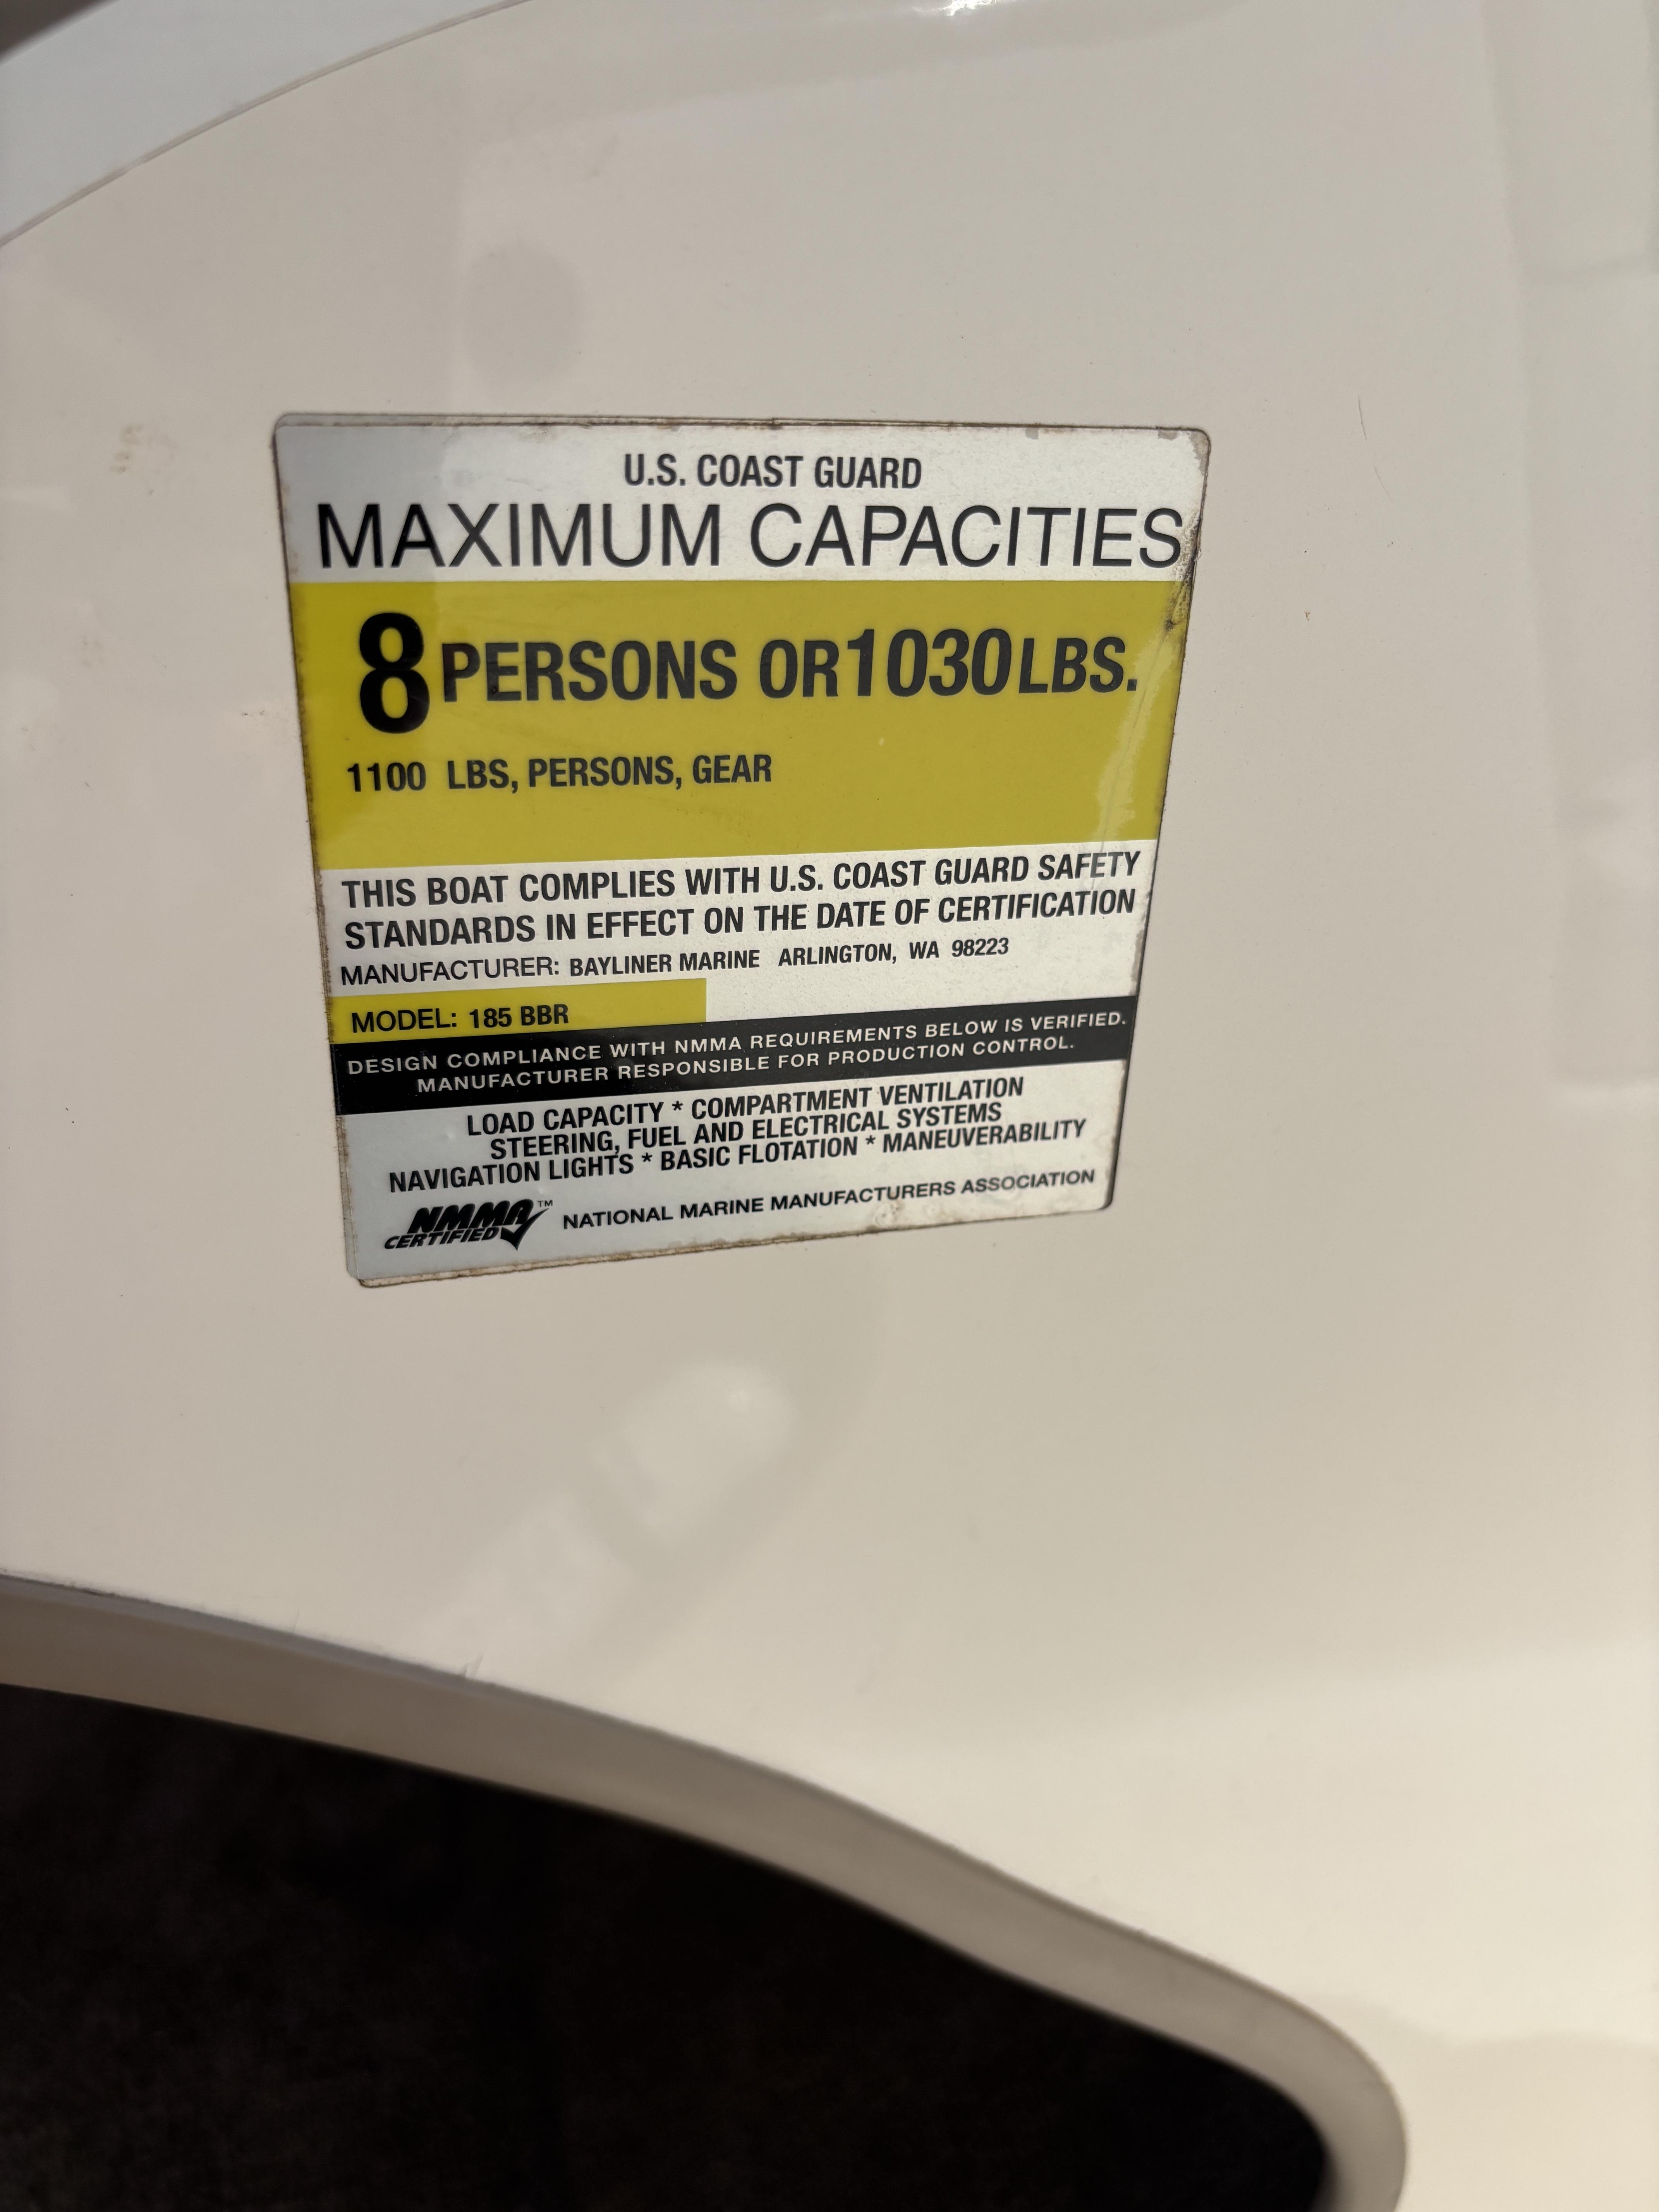 U.S. COAST GUARD
MAXIMUM CAPACITIES
8 PERSONS OR 1030 LBS.
1100 LBS, PERSONS, GEAR
THIS BOAT COMPLIES WITH U.S. COAST GUARD SAFETY
STANDARDS IN EFFECT ON THE DATE OF CERTIFICATION
MANUFACTURER: BAYLINER MARINE ARLINGTON, WA 98223
MODEL: 185 BBR
DESIGN COMPLIANCE WITH NMMA REQUIREMENTS BELOW IS VERIFIED.
MANUFACTURER RESPONSIBLE FOR PRODUCTION CONTROL.
LOAD CAPACITY * COMPARTMENT VENTILATION
STEERING, FUEL AND ELECTRICAL SYSTEMS
NAVIGATION LIGHTS * BASIC FLOTATION * MANEUVERABILITY
NMMA™ NATIONAL MARINE MANUFACTURERS ASSOCIATION
CERTIFIED